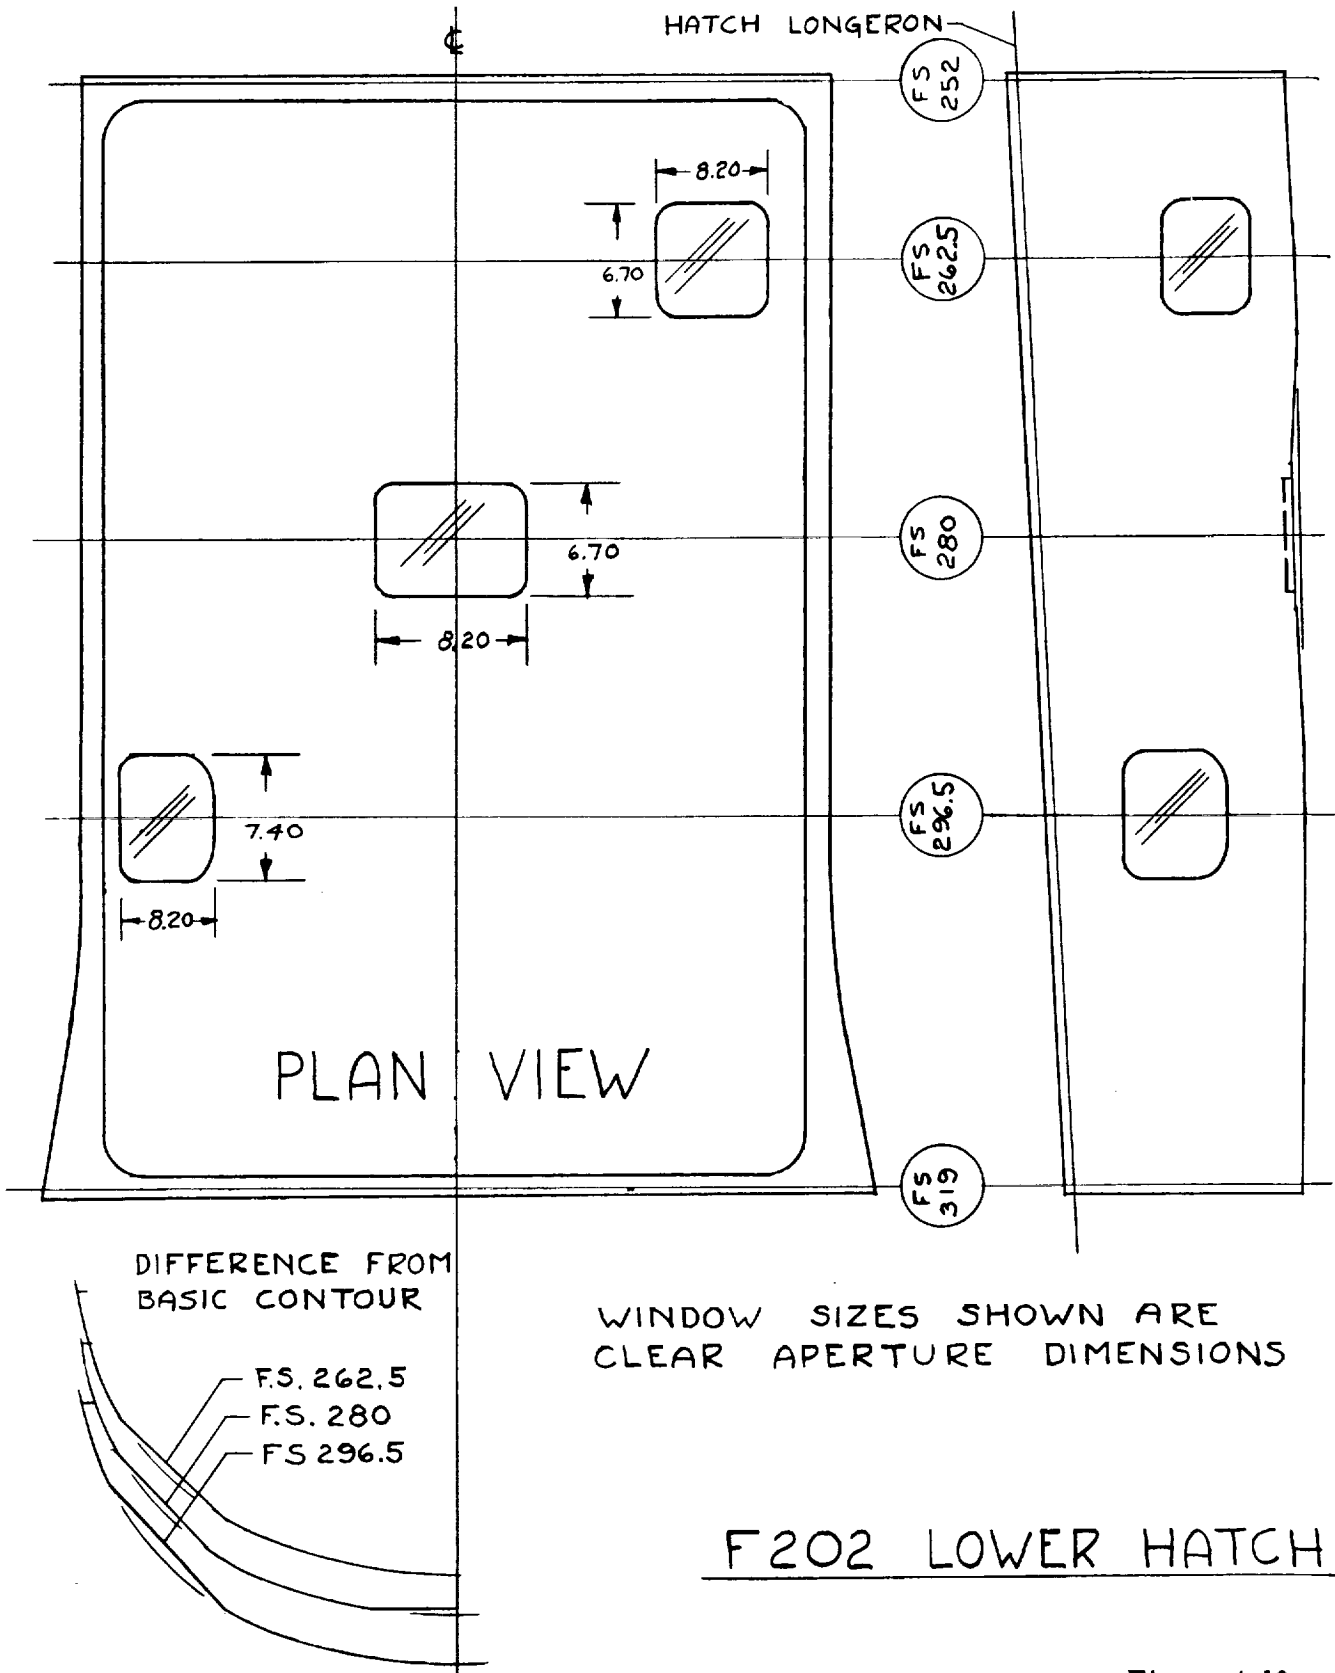 HATCH LONGERON
℄
FS
252
8.20
6.70
FS
262.5
6.70
8.20
FS
280
7.40
8.20
FS
296.5
PLAN VIEW
FS
319
DIFFERENCE FROM
BASIC CONTOUR
F.S. 262.5
F.S. 280
FS 296.5
WINDOW SIZES SHOWN ARE
CLEAR APERTURE DIMENSIONS
F202 LOWER HATCH